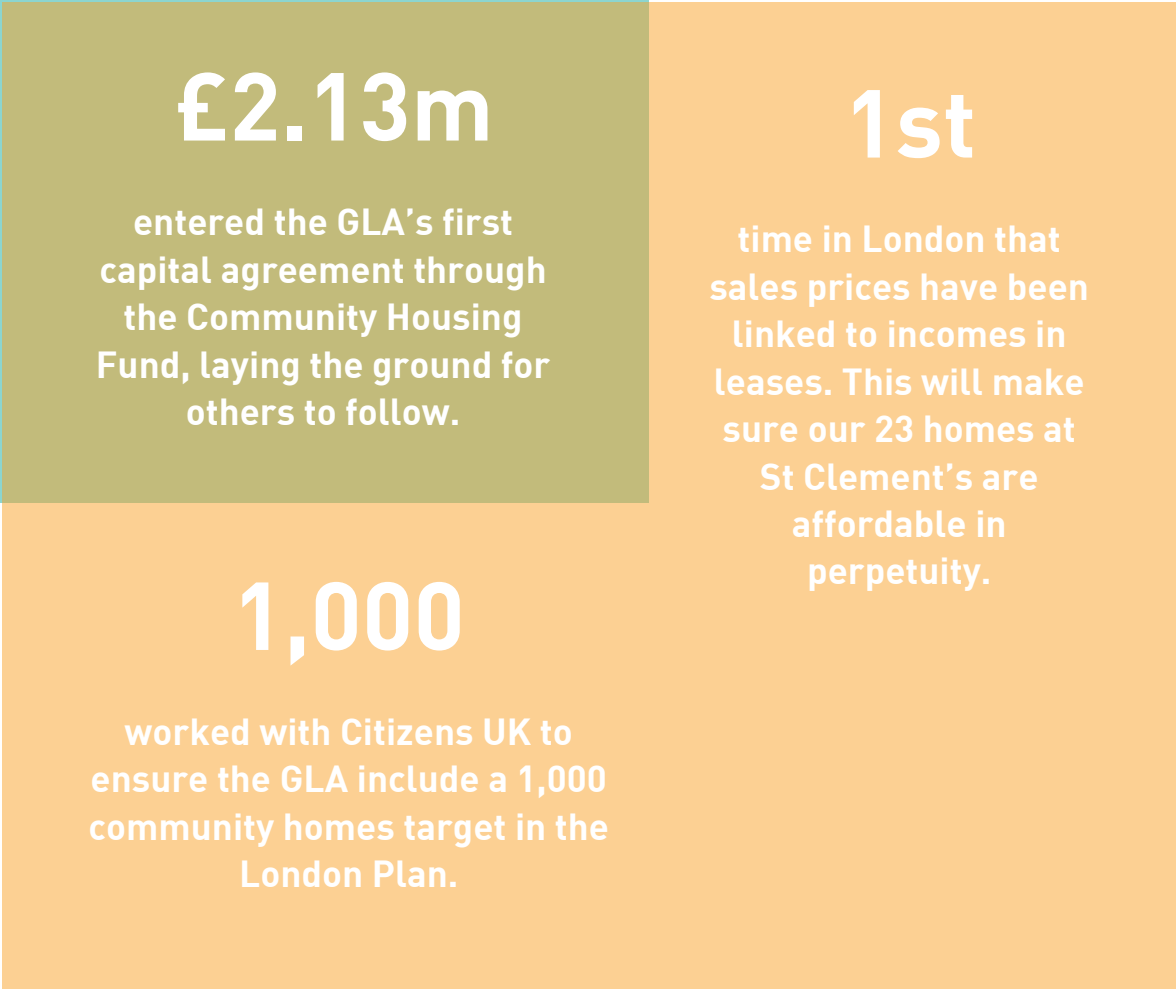 £2.13m
entered the GLA’s first
capital agreement through
the Community Housing
Fund, laying the ground for
others to follow.
1st
time in London that
sales prices have been
linked to incomes in
leases. This will make
sure our 23 homes at
St Clement’s are
affordable in
perpetuity.
1,000
worked with Citizens UK to
ensure the GLA include a 1,000
community homes target in the
London Plan.